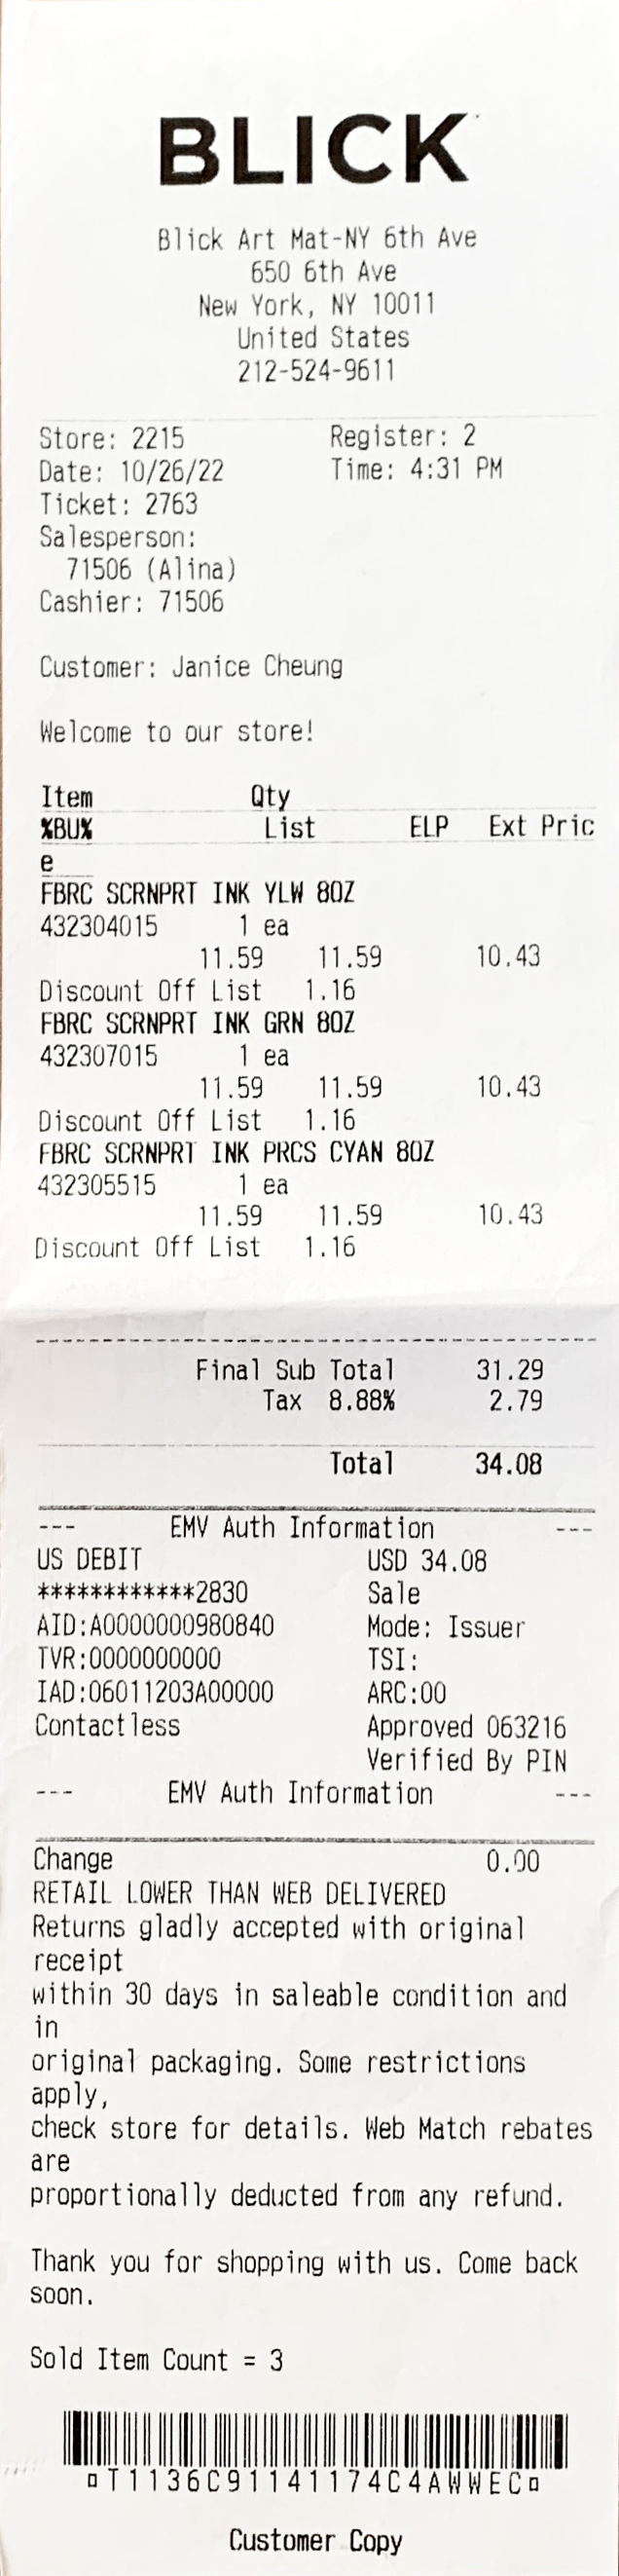 BLICK
Blick Art Mat-NY 6th Ave
650 6th Ave
New York, NY 10011
United States
212-524-9611
Store: 2215 Register: 2
Date: 10/26/22 Time: 4:31 PM
Ticket: 2763
Salesperson:
71506 (Alina)
Cashier: 71506
Customer: Janice Cheung
Welcome to our store!
Item Qty
%BU% List ELP Ext Pric
e
FBRC SCRNPRT INK YLW 8OZ
432304015 1 ea
11.59 11.59 10.43
Discount Off List 1.16
FBRC SCRNPRT INK GRN 8OZ
432307015 1 ea
11.59 11.59 10.43
Discount Off List 1.16
FBRC SCRNPRT INK PRCS CYAN 8OZ
432305515 1 ea
11.59 11.59 10.43
Discount Off List 1.16
Final Sub Total 31.29
Tax 8.88% 2.79
Total 34.08
--- EMV Auth Information ---
US DEBIT USD 34.08
************2830 Sale
AID:A0000000980840 Mode: Issuer
TVR:0000000000 TSI:
IAD:06011203A00000 ARC:00
Contactless Approved 063216
Verified By PIN
--- EMV Auth Information ---
Change 0.00
RETAIL LOWER THAN WEB DELIVERED
Returns gladly accepted with original
receipt
within 30 days in saleable condition and
in
original packaging. Some restrictions
apply,
check store for details. Web Match rebates
are
proportionally deducted from any refund.
Thank you for shopping with us. Come back
soon.
Sold Item Count = 3
¤T1136C91141174C4AWWEC¤
Customer Copy